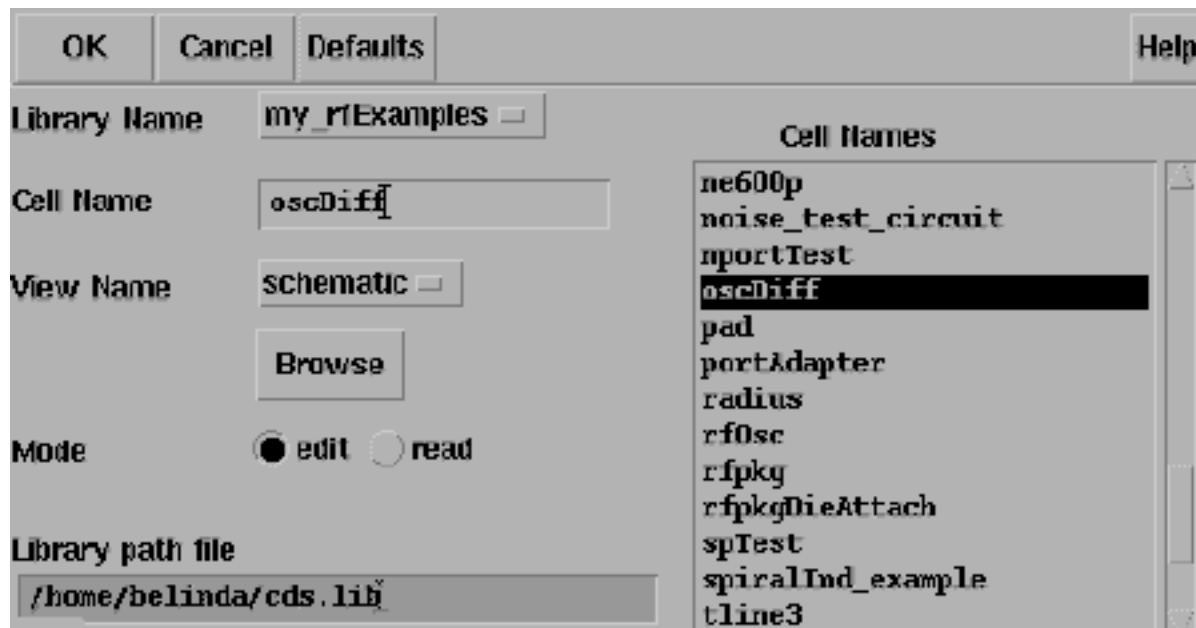 OK Cancel Defaults Help
Library Name my_rfExamples
Cell Name oscDiff
View Name schematic
Browse
Mode edit read
Library path file
/home/belinda/cds.lib
Cell Names
ne600p
noise_test_circuit
nportTest
oscDiff
pad
portAdapter
radius
rfOsc
rfpkg
rfpkgDieAttach
spTest
spiralInd_example
tline3